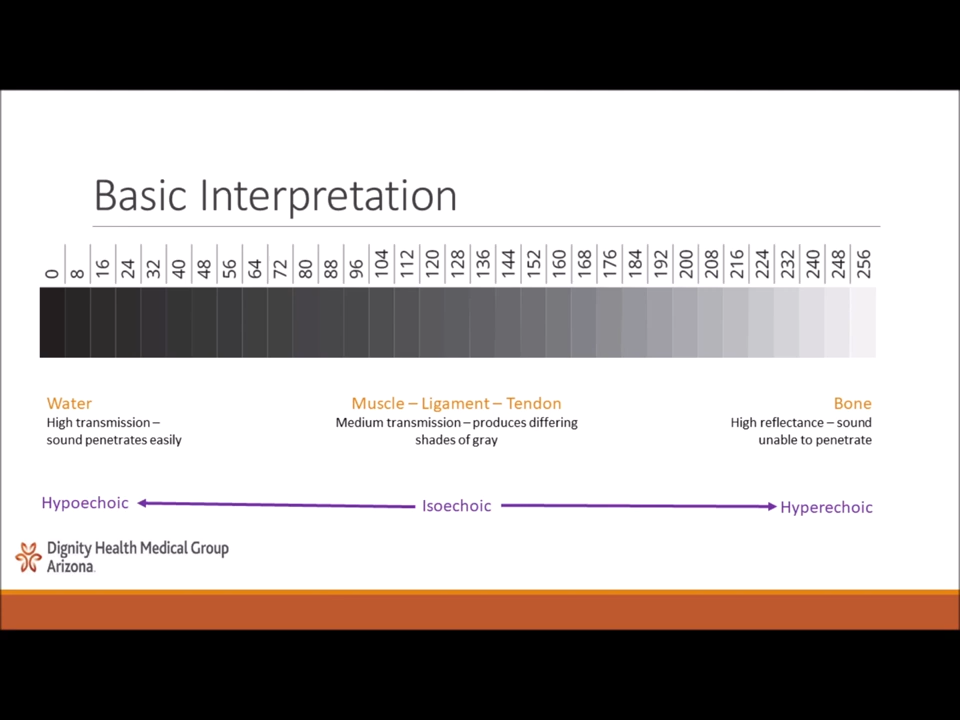 Basic Interpretation
0 8 16 24 32 40 48 56 64 72 80 88 96 104 112 120 128 136 144 152 160 168 176 184 192 200 208 216 224 232 240 248 256
Water
High transmission –
sound penetrates easily
Muscle – Ligament – Tendon
Medium transmission – produces differing
shades of gray
Bone
High reflectance – sound
unable to penetrate
Hypoechoic
Isoechoic
Hyperechoic
Dignity Health Medical Group
Arizona.